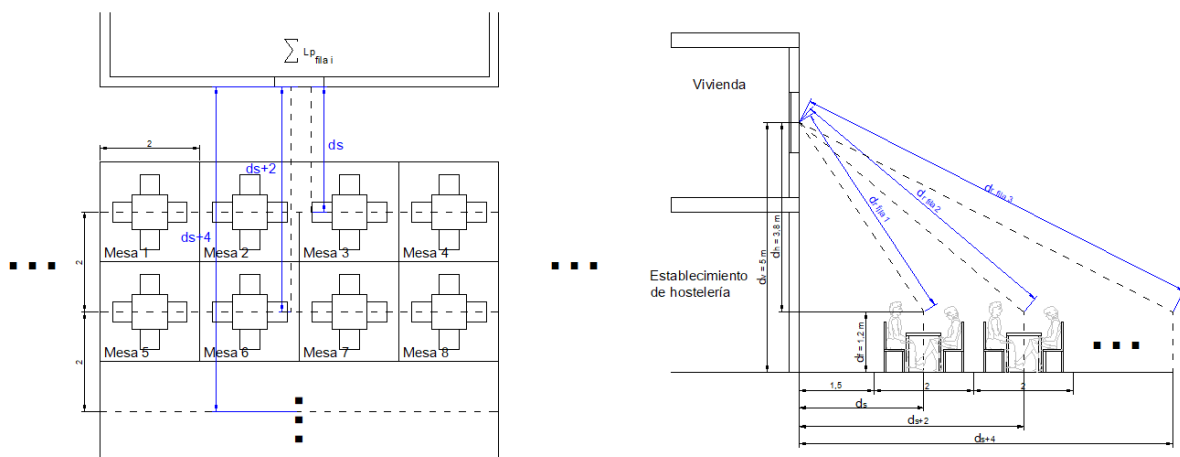 ∑ Lp fila i
2
ds
ds+2
ds+4
Mesa 1
Mesa 2
Mesa 3
Mesa 4
2
Mesa 5
Mesa 6
Mesa 7
Mesa 8
2
Vivienda
Establecimiento
de hostelería
dv = 5 m
dh = 3,8 m
df = 1,2 m
dr fila 1
dr fila 2
dr fila 3
1,5
2
2
ds
ds+2
ds+4